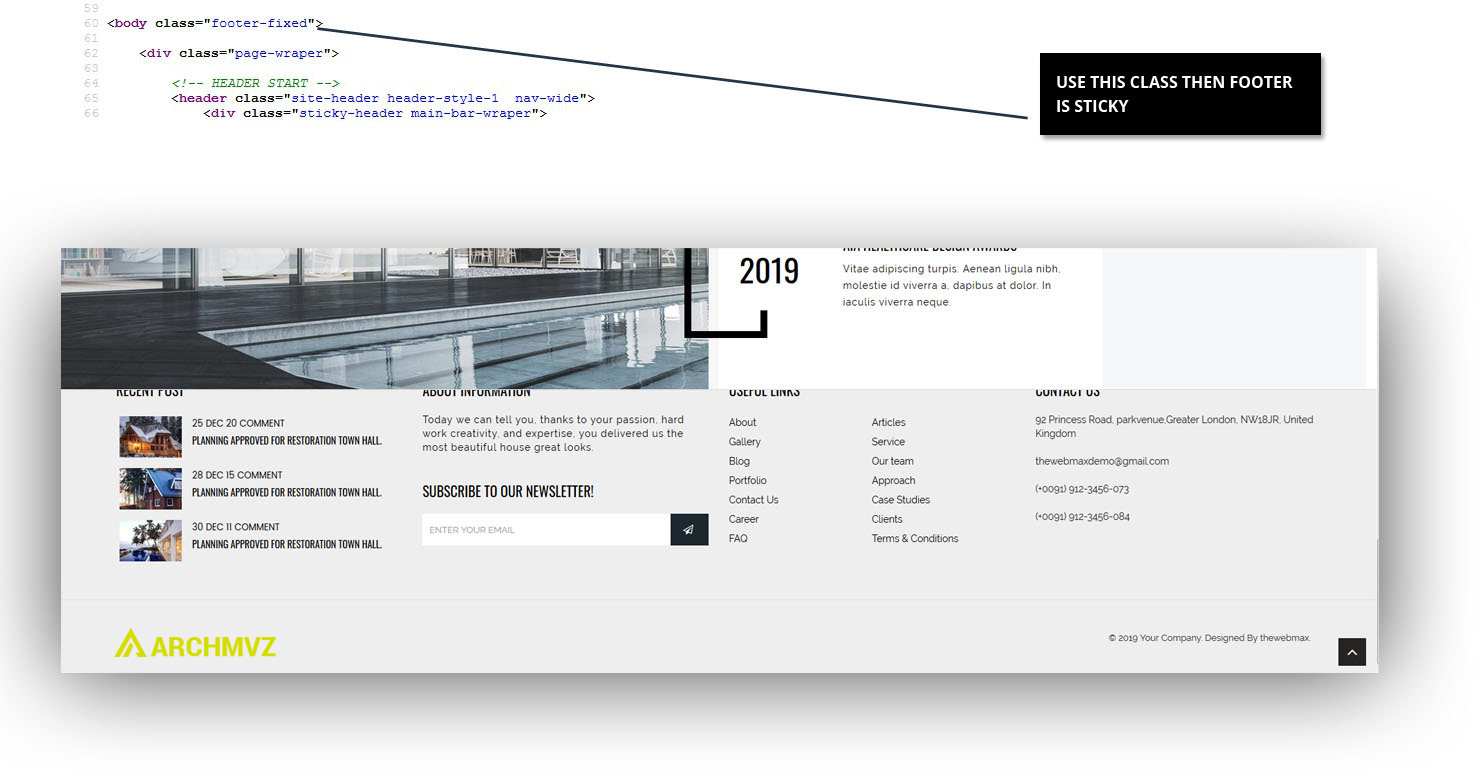 59
60 <body class="footer-fixed">
61
62 <div class="page-wraper">
63
64 <!-- HEADER START -->
65 <header class="site-header header-style-1  nav-wide">
66 <div class="sticky-header main-bar-wraper">
USE THIS CLASS THEN FOOTER
IS STICKY
AIA HEALTHCARE DESIGN AWARDS
2019
Vitae adipiscing turpis. Aenean ligula nibh,
molestie id viverra a, dapibus at dolor. In
iaculis viverra neque.
RECENT POST
25 DEC 20 COMMENT
PLANNING APPROVED FOR RESTORATION TOWN HALL.
28 DEC 15 COMMENT
PLANNING APPROVED FOR RESTORATION TOWN HALL.
30 DEC 11 COMMENT
PLANNING APPROVED FOR RESTORATION TOWN HALL.
ABOUT INFORMATION
Today we can tell you, thanks to your passion, hard
work creativity, and expertise, you delivered us the
most beautiful house great looks.
SUBSCRIBE TO OUR NEWSLETTER!
ENTER YOUR EMAIL
USEFUL LINKS
About
Gallery
Blog
Portfolio
Contact Us
Career
FAQ
Articles
Service
Our team
Approach
Case Studies
Clients
Terms & Conditions
CONTACT US
92 Princess Road, parkvenue,Greater London, NW18JR, United
Kingdom
thewebmaxdemo@gmail.com
(+0091) 912-3456-073
(+0091) 912-3456-084
ARCHMVZ
© 2019 Your Company. Designed By thewebmax.